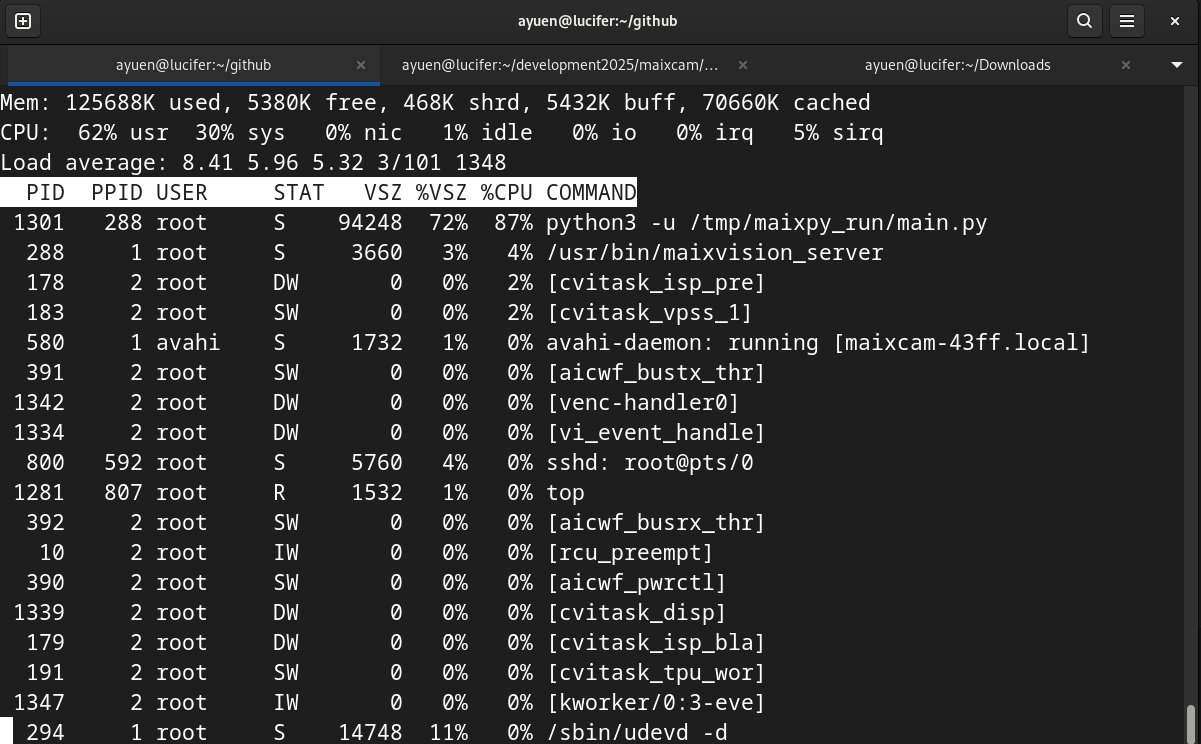 ayuen@lucifer:~/github
ayuen@lucifer:~/github ayuen@lucifer:~/development2025/maixcam/... ayuen@lucifer:~/Downloads
Mem: 125688K used, 5380K free, 468K shrd, 5432K buff, 70660K cached
CPU:  62% usr  30% sys   0% nic   1% idle   0% io   0% irq   5% sirq
Load average: 8.41 5.96 5.32 3/101 1348
  PID  PPID USER     STAT   VSZ %VSZ %CPU COMMAND
 1301   288 root     S    94248  72%  87% python3 -u /tmp/maixpy_run/main.py
  288     1 root     S     3660   3%   4% /usr/bin/maixvision_server
  178     2 root     DW       0   0%   2% [cvitask_isp_pre]
  183     2 root     SW       0   0%   2% [cvitask_vpss_1]
  580     1 avahi    S     1732   1%   0% avahi-daemon: running [maixcam-43ff.local]
  391     2 root     SW       0   0%   0% [aicwf_bustx_thr]
 1342     2 root     DW       0   0%   0% [venc-handler0]
 1334     2 root     DW       0   0%   0% [vi_event_handle]
  800   592 root     S     5760   4%   0% sshd: root@pts/0
 1281   807 root     R     1532   1%   0% top
  392     2 root     SW       0   0%   0% [aicwf_busrx_thr]
   10     2 root     IW       0   0%   0% [rcu_preempt]
  390     2 root     SW       0   0%   0% [aicwf_pwrctl]
 1339     2 root     DW       0   0%   0% [cvitask_disp]
  179     2 root     DW       0   0%   0% [cvitask_isp_bla]
  191     2 root     SW       0   0%   0% [cvitask_tpu_wor]
 1347     2 root     IW       0   0%   0% [kworker/0:3-eve]
  294     1 root     S    14748  11%   0% /sbin/udevd -d